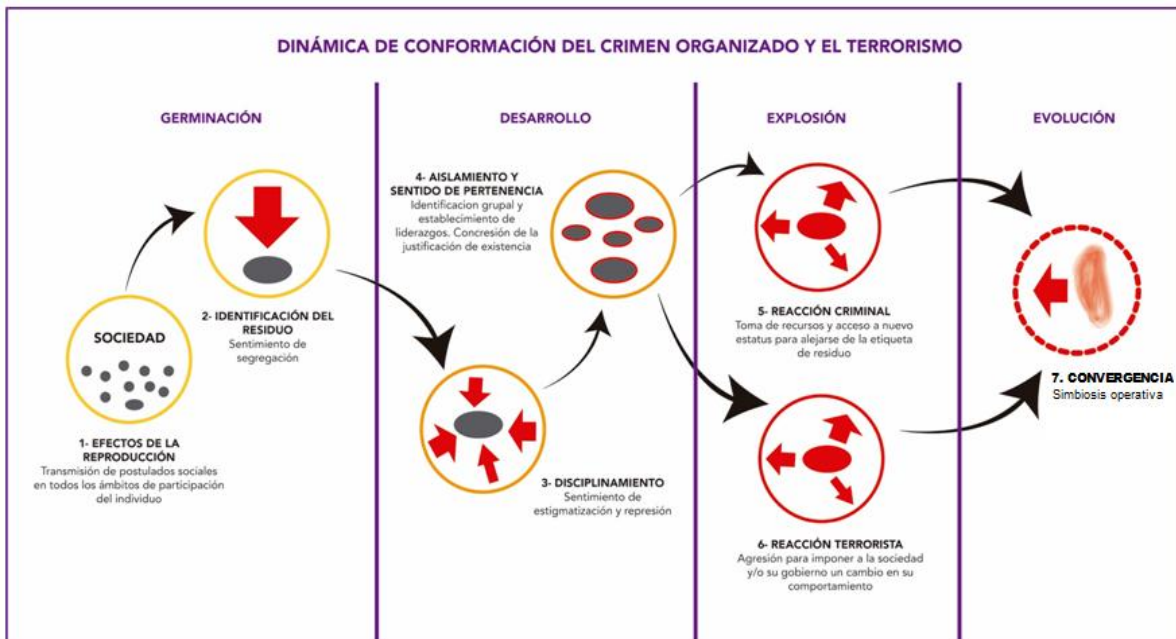 DINÁMICA DE CONFORMACIÓN DEL CRIMEN ORGANIZADO Y EL TERRORISMO
GERMINACIÓN
SOCIEDAD
1- EFECTOS DE LA
REPRODUCCIÓN
Transmisión de postulados sociales
en todos los ámbitos de participación
del individuo
2- IDENTIFICACIÓN DEL
RESIDUO
Sentimiento de
segregación
DESARROLLO
3- DISCIPLINAMIENTO
Sentimiento de
estigmatización y represión
4- AISLAMIENTO Y
SENTIDO DE PERTENENCIA
Identificacion grupal y
establecimiento de
liderazgos. Concresión de la
justificación de existencia
EXPLOSIÓN
5- REACCIÓN CRIMINAL
Toma de recursos y acceso a nuevo
estatus para alejarse de la etiqueta
de residuo
6- REACCIÓN TERRORISTA
Agresión para imponer a la sociedad
y/o su gobierno un cambio en su
comportamiento
EVOLUCIÓN
7. CONVERGENCIA
Simbiosis operativa